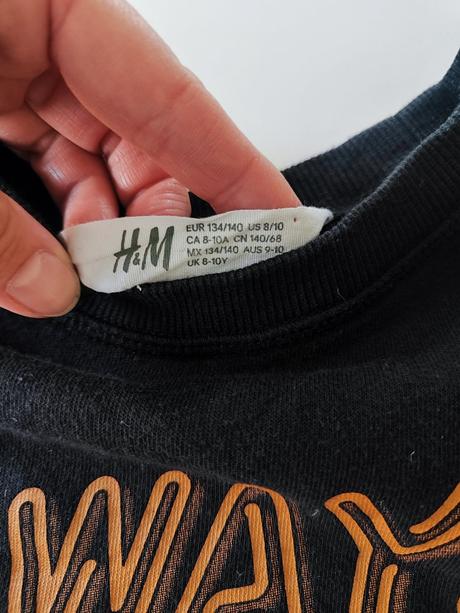 H&M
EUR 134/140 US 8/10
CA 8-10A CN 140/68
MX 134/140 AUS 9-10
UK 8-10Y
WAY